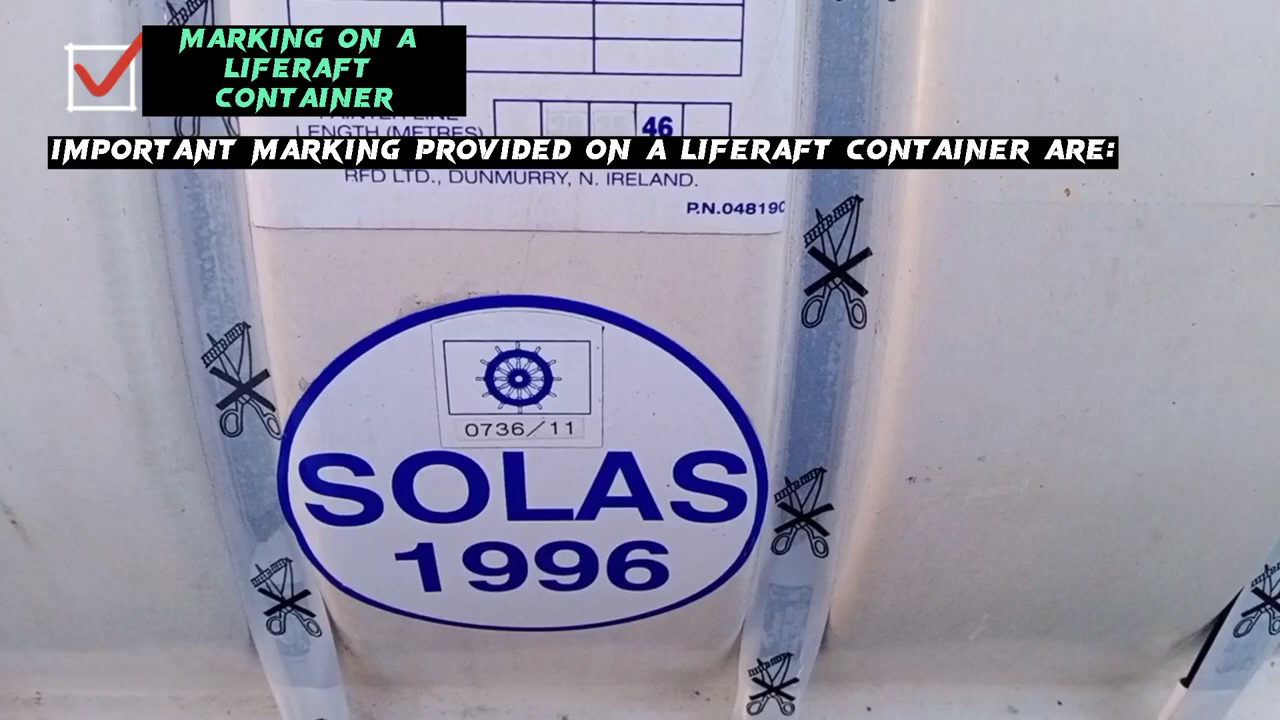 MARKING ON A
LIFERAFT
CONTAINER
LENGTH (METRES) 46
IMPORTANT MARKING PROVIDED ON A LIFERAFT CONTAINER ARE:
RFD LTD., DUNMURRY, N. IRELAND.
P.N.048190
0736/11
SOLAS
1996